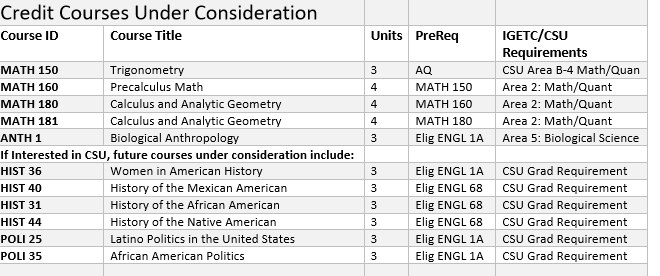 Credit Courses Under Consideration
Course ID Course Title Units PreReq IGETC/CSU
Requirements
MATH 150 Trigonometry 3 AQ CSU Area B-4 Math/Quan
MATH 160 Precalculus Math 4 MATH 150 Area 2: Math/Quant
MATH 180 Calculus and Analytic Geometry 4 MATH 160 Area 2: Math/Quant
MATH 181 Calculus and Analytic Geometry 4 MATH 180 Area 2: Math/Quant
ANTH 1 Biological Anthropology 3 Elig ENGL 1A Area 5: Biological Science
If Interested in CSU, future courses under consideration include:
HIST 36 Women in American History 3 Elig ENGL 1A CSU Grad Requirement
HIST 40 History of the Mexican American 3 Elig ENGL 68 CSU Grad Requirement
HIST 31 History of the African American 3 Elig ENGL 68 CSU Grad Requirement
HIST 44 History of the Native American 3 Elig ENGL 68 CSU Grad Requirement
POLI 25 Latino Politics in the United States 3 Elig ENGL 1A CSU Grad Requirement
POLI 35 African American Politics 3 Elig ENGL 1A CSU Grad Requirement